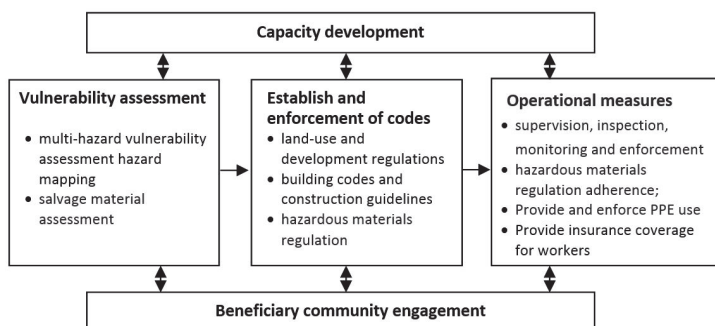 Capacity development
Vulnerability assessment
• multi-hazard vulnerability
assessment hazard
mapping
• salvage material
assessment
Establish and
enforcement of codes
• land-use and
development regulations
• building codes and
construction guidelines
• hazardous materials
regulation
Operational measures
• supervision, inspection,
monitoring and enforcement
• hazardous materials
regulation adherence;
• Provide and enforce PPE use
• Provide insurance coverage
for workers
Beneficiary community engagement